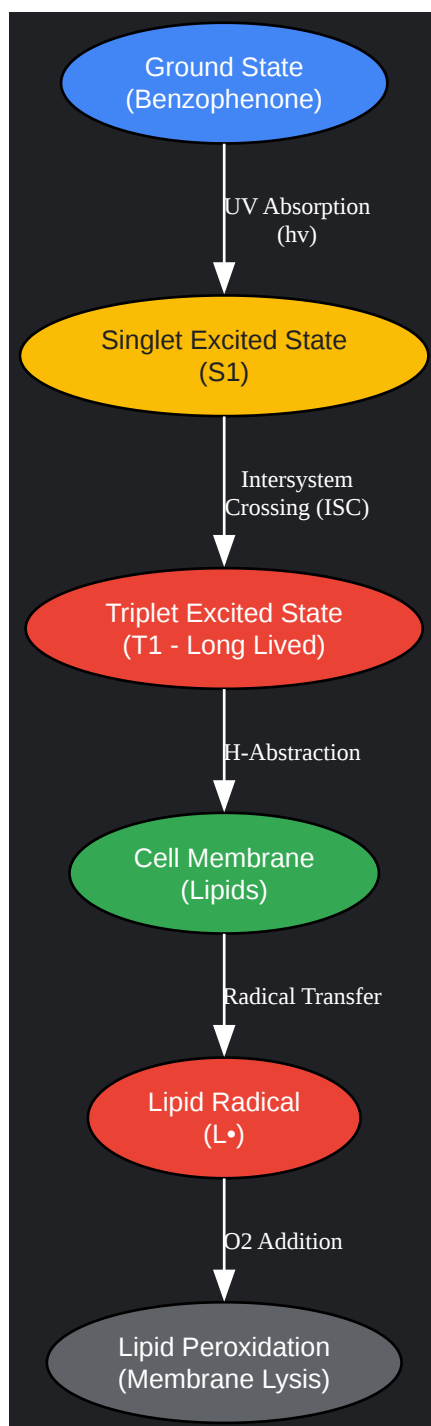 Ground State
(Benzophenone)
UV Absorption
(hv)
Singlet Excited State
(S1)
Intersystem
Crossing (ISC)
Triplet Excited State
(T1 - Long Lived)
H-Abstraction
Cell Membrane
(Lipids)
Radical Transfer
Lipid Radical
(L•)
O2 Addition
Lipid Peroxidation
(Membrane Lysis)